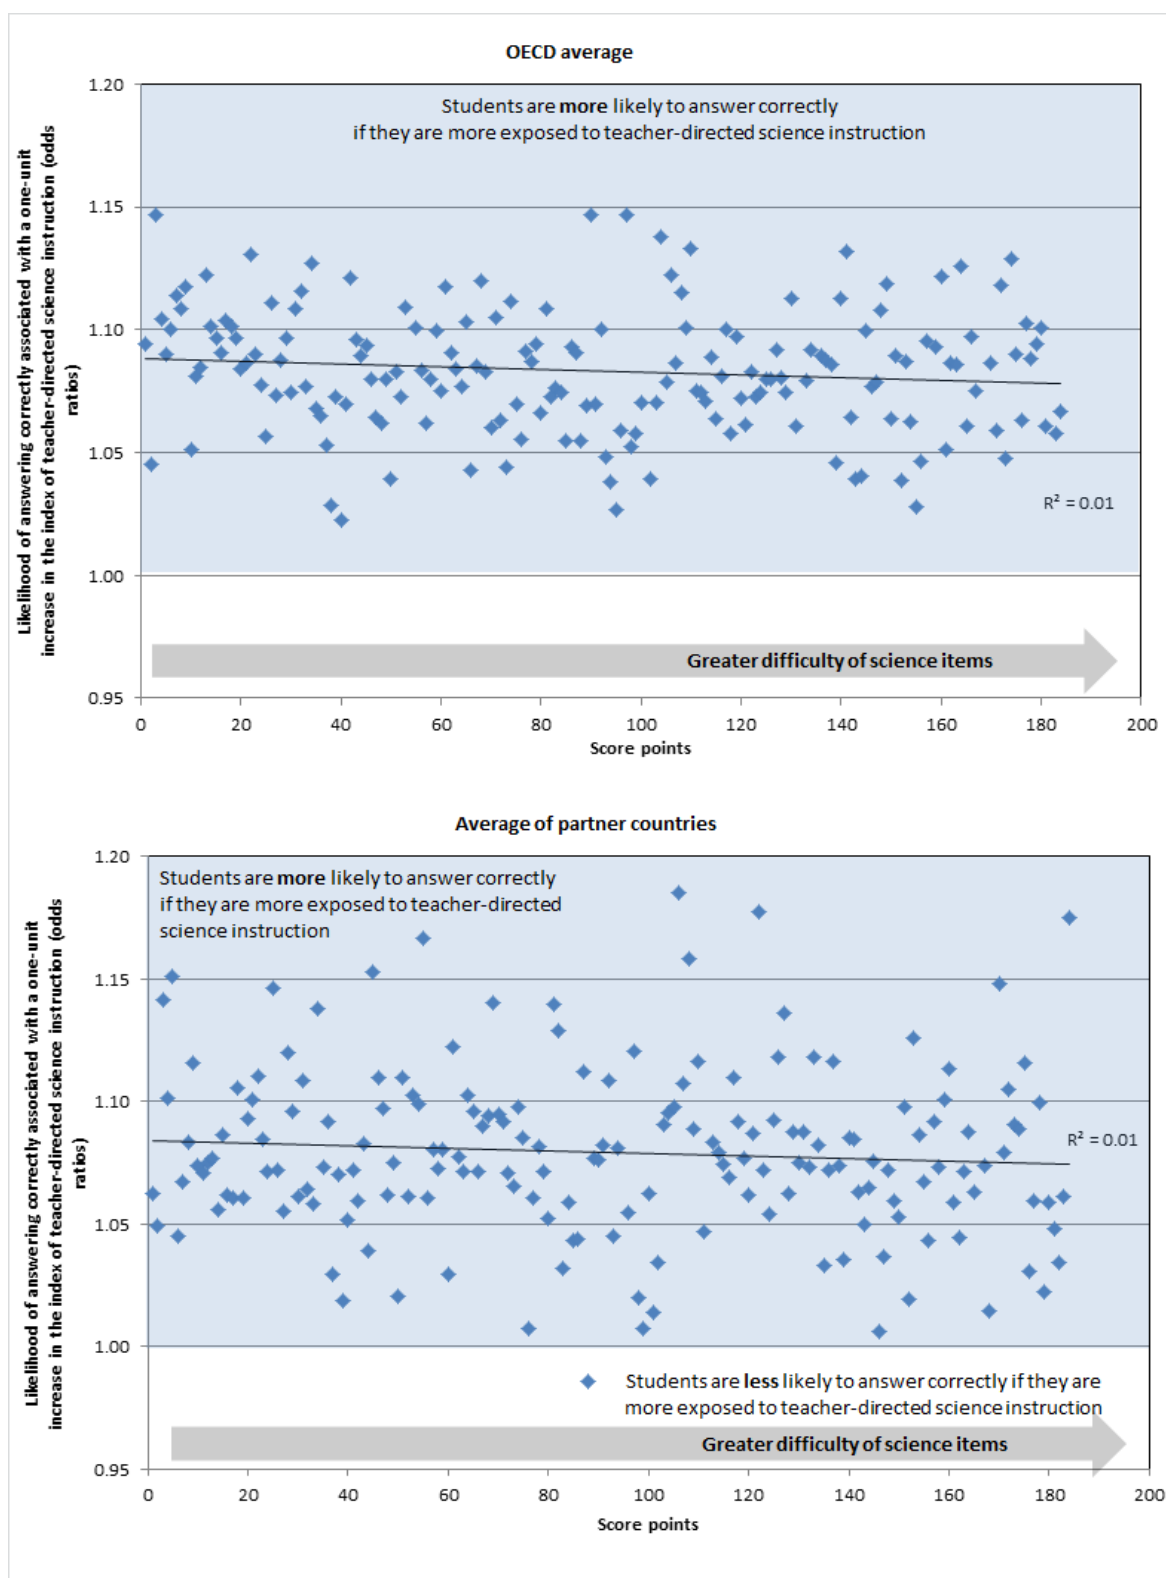 OECD average
Likelihood of answering correctly associated with a one-unit
increase in the index of teacher-directed science instruction (odds
ratios)
1.20
1.15
1.10
1.05
1.00
0.95
Students are more likely to answer correctly
if they are more exposed to teacher-directed science instruction
R² = 0.01
Greater difficulty of science items
0 20 40 60 80 100 120 140 160 180 200
Score points
Average of partner countries
Likelihood of answering correctly associated with a one-unit
increase in the index of teacher-directed science instruction (odds
ratios)
1.20
1.15
1.10
1.05
1.00
0.95
Students are more likely to answer correctly
if they are more exposed to teacher-directed
science instruction
R² = 0.01
Students are less likely to answer correctly if they are
more exposed to teacher-directed science instruction
Greater difficulty of science items
0 20 40 60 80 100 120 140 160 180 200
Score points